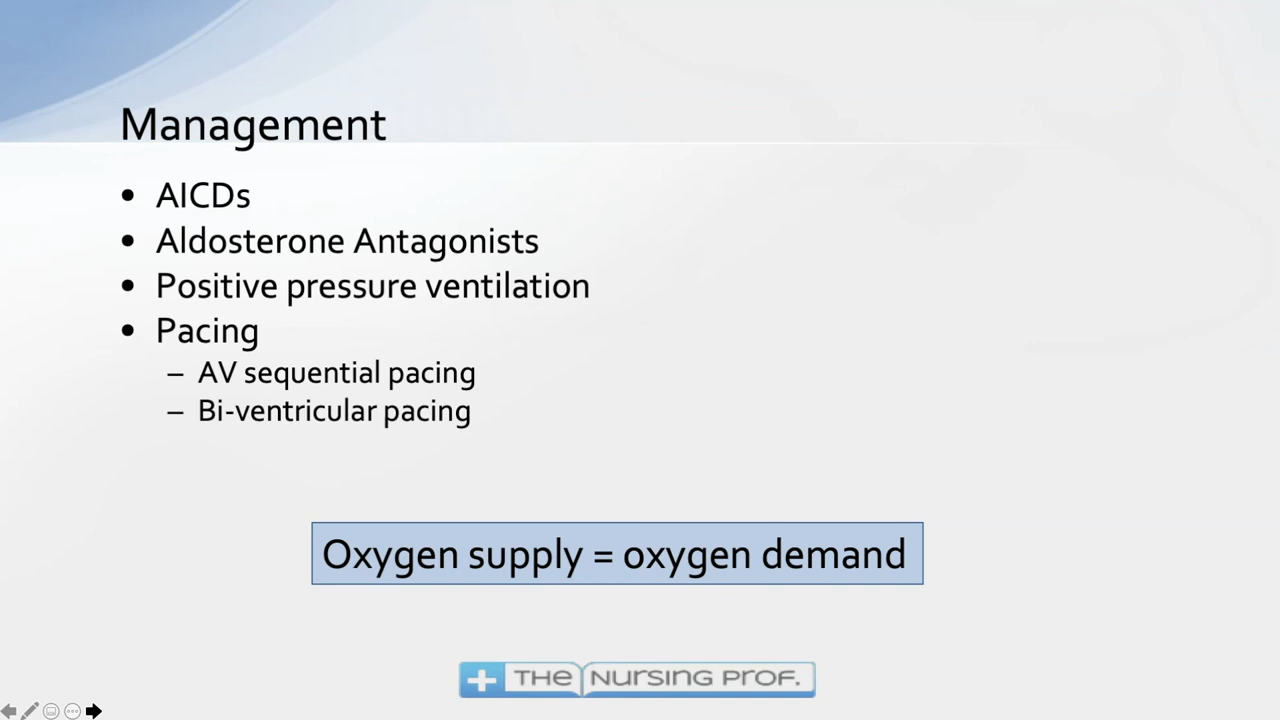 Management
• AICDs
• Aldosterone Antagonists
• Positive pressure ventilation
• Pacing
– AV sequential pacing
– Bi-ventricular pacing
Oxygen supply = oxygen demand
THE NURSING PROF.